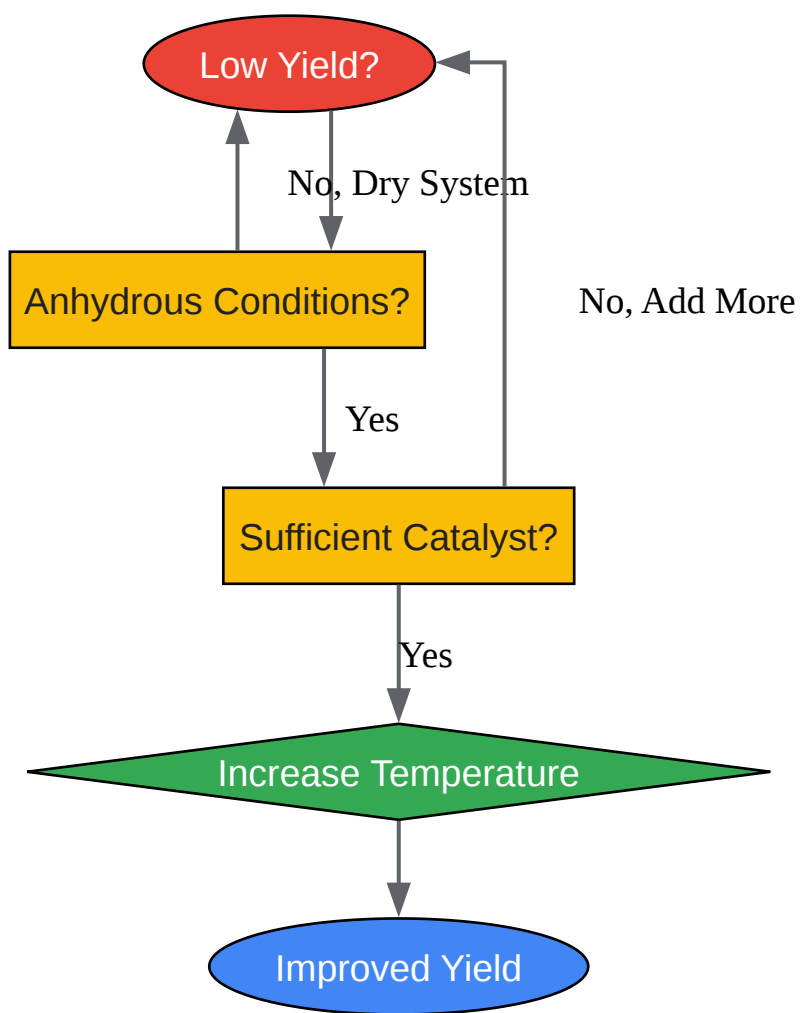 Low Yield?
No, Dry System
Anhydrous Conditions?
No, Add More
Yes
Sufficient Catalyst?
Yes
Increase Temperature
Improved Yield